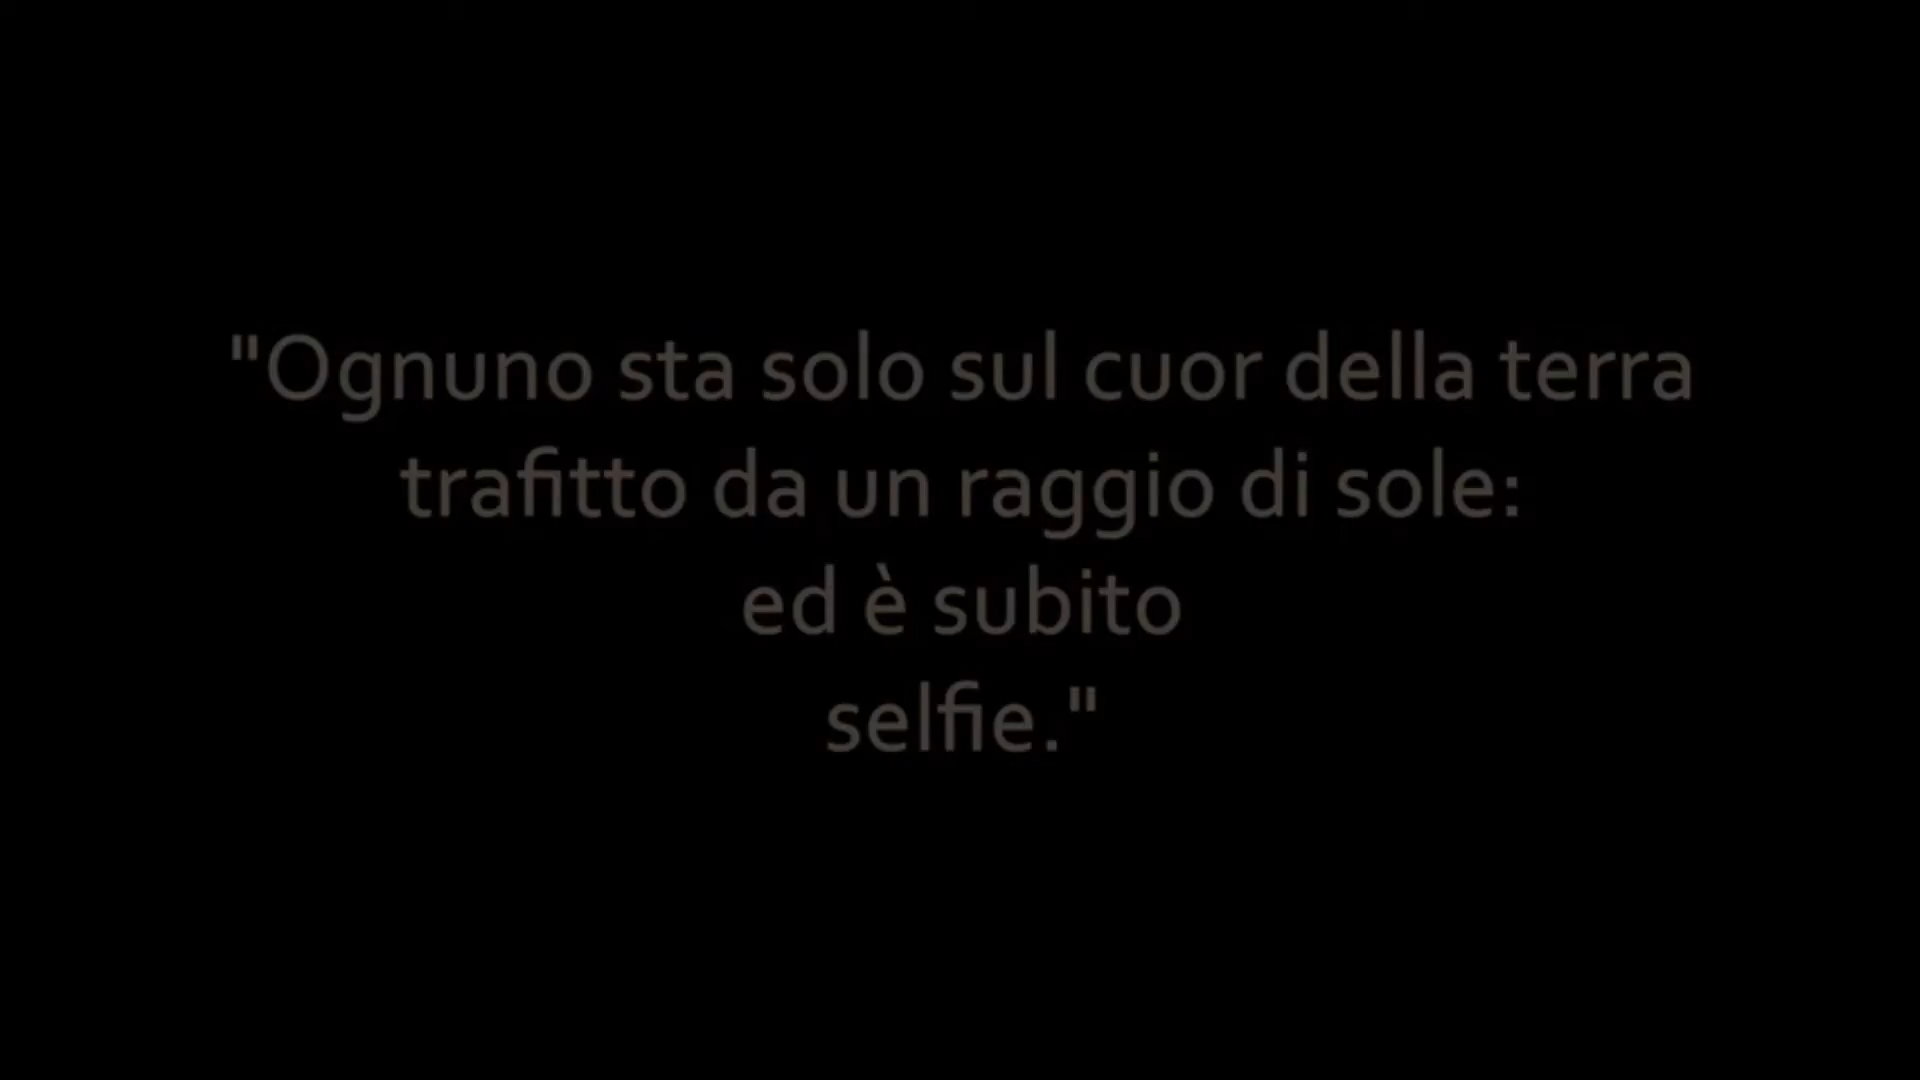 "Ognuno sta solo sul cuor della terra
trafitto da un raggio di sole:
ed è subito
selfie."